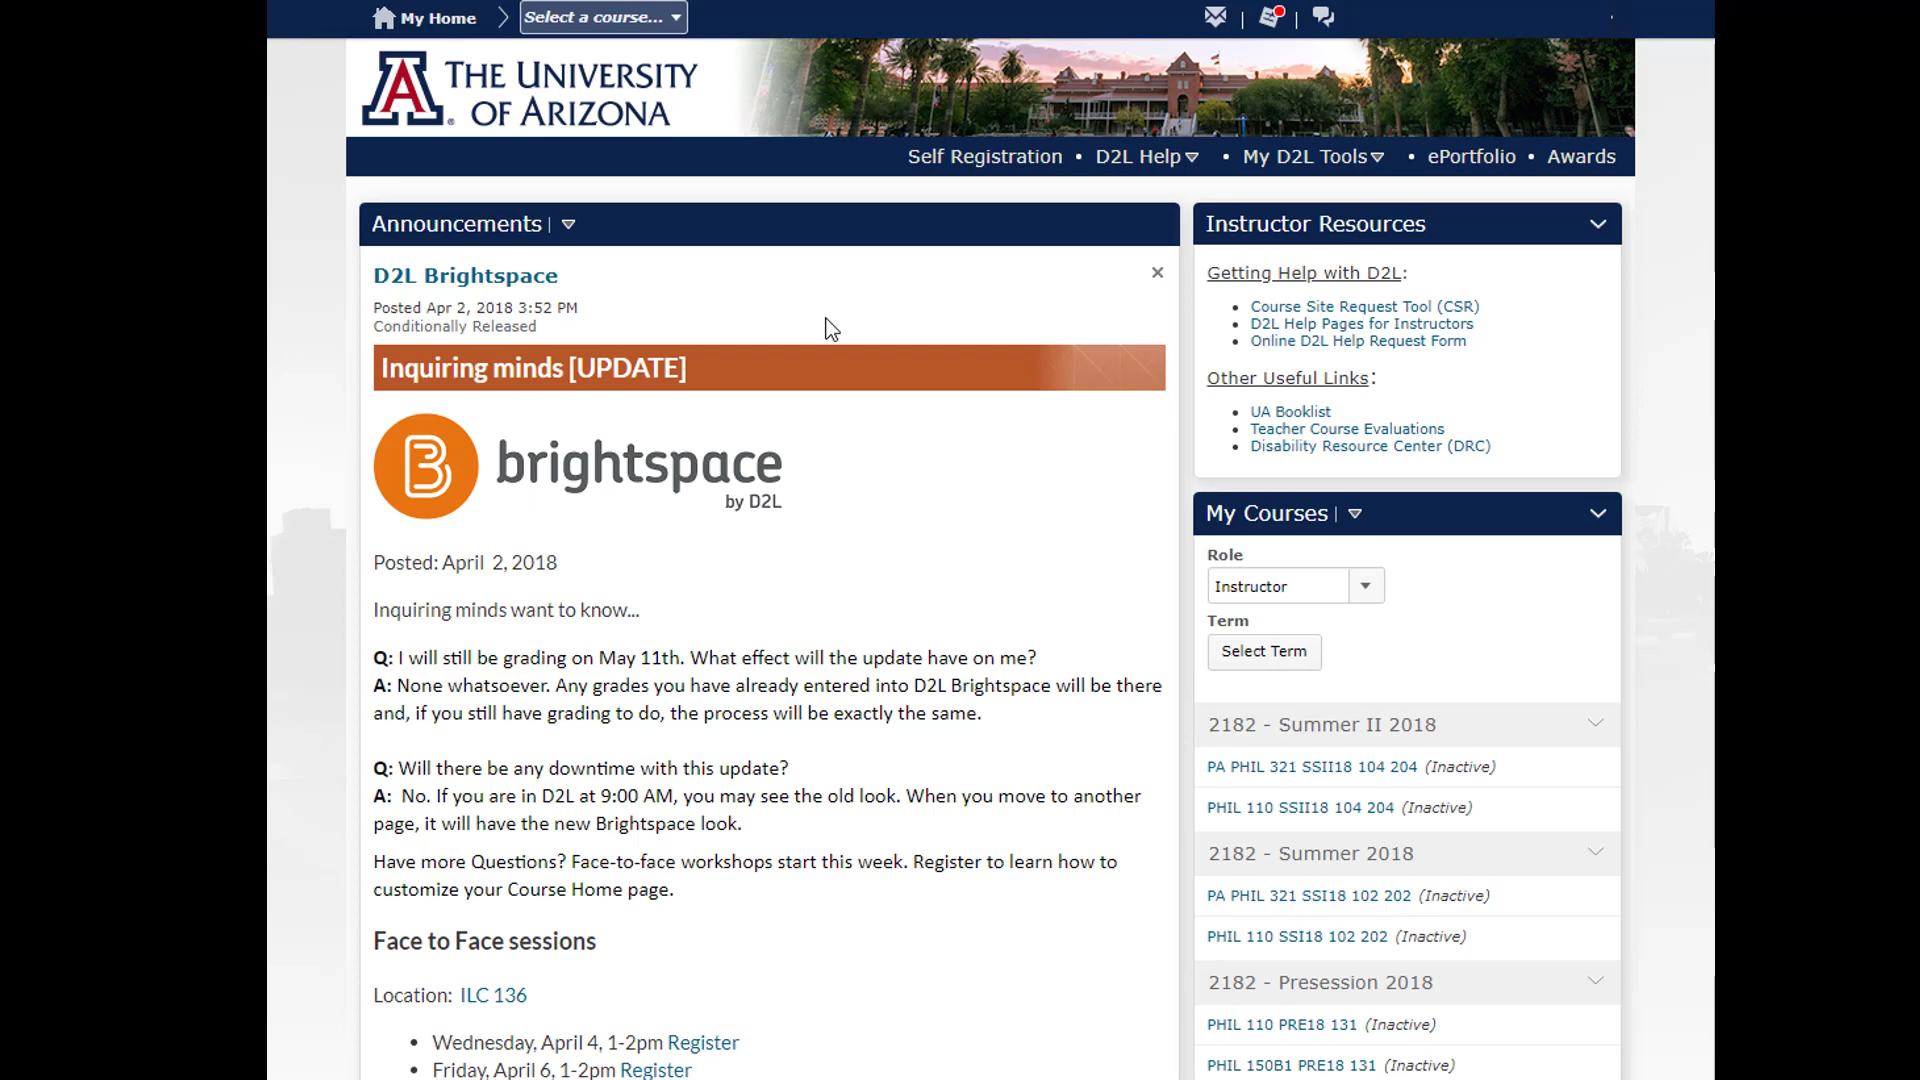 My Home
Select a course...
THE UNIVERSITY
OF ARIZONA
Self Registration • D2L Help • My D2L Tools • ePortfolio • Awards
Announcements
D2L Brightspace
Posted Apr 2, 2018 3:52 PM
Conditionally Released
Inquiring minds [UPDATE]
brightspace
by D2L
Posted: April 2, 2018
Inquiring minds want to know...
Q: I will still be grading on May 11th. What effect will the update have on me?
A: None whatsoever. Any grades you have already entered into D2L Brightspace will be there
and, if you still have grading to do, the process will be exactly the same.
Q: Will there be any downtime with this update?
A: No. If you are in D2L at 9:00 AM, you may see the old look. When you move to another
page, it will have the new Brightspace look.
Have more Questions? Face-to-face workshops start this week. Register to learn how to
customize your Course Home page.
Face to Face sessions
Location: ILC 136
• Wednesday, April 4, 1-2pm Register
• Friday, April 6, 1-2pm Register
Instructor Resources
Getting Help with D2L:
• Course Site Request Tool (CSR)
• D2L Help Pages for Instructors
• Online D2L Help Request Form
Other Useful Links:
• UA Booklist
• Teacher Course Evaluations
• Disability Resource Center (DRC)
My Courses
Role
Instructor
Term
Select Term
2182 - Summer II 2018
PA PHIL 321 SSII18 104 204 (Inactive)
PHIL 110 SSII18 104 204 (Inactive)
2182 - Summer 2018
PA PHIL 321 SSI18 102 202 (Inactive)
PHIL 110 SSI18 102 202 (Inactive)
2182 - Presession 2018
PHIL 110 PRE18 131 (Inactive)
PHIL 150B1 PRE18 131 (Inactive)